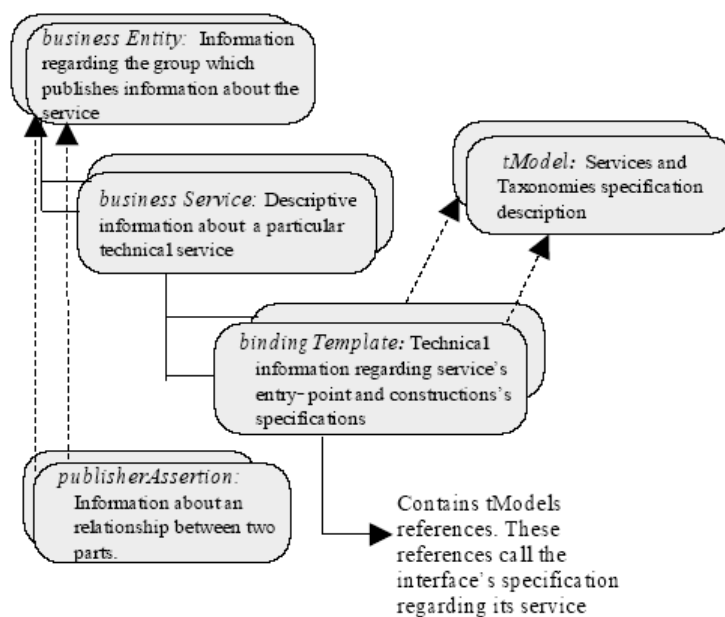 business Entity: Information
regarding the group which
publishes information about the
service
tModel: Services and
Taxonomies specification
description
business Service: Descriptive
information about a particular
technical service
binding Template: Technical
information regarding service's
entry-point and constructions's
specifications
publisherAssertion:
Information about an
relationship between two
parts.
Contains tModels
references. These
references call the
interface's specification
regarding its service